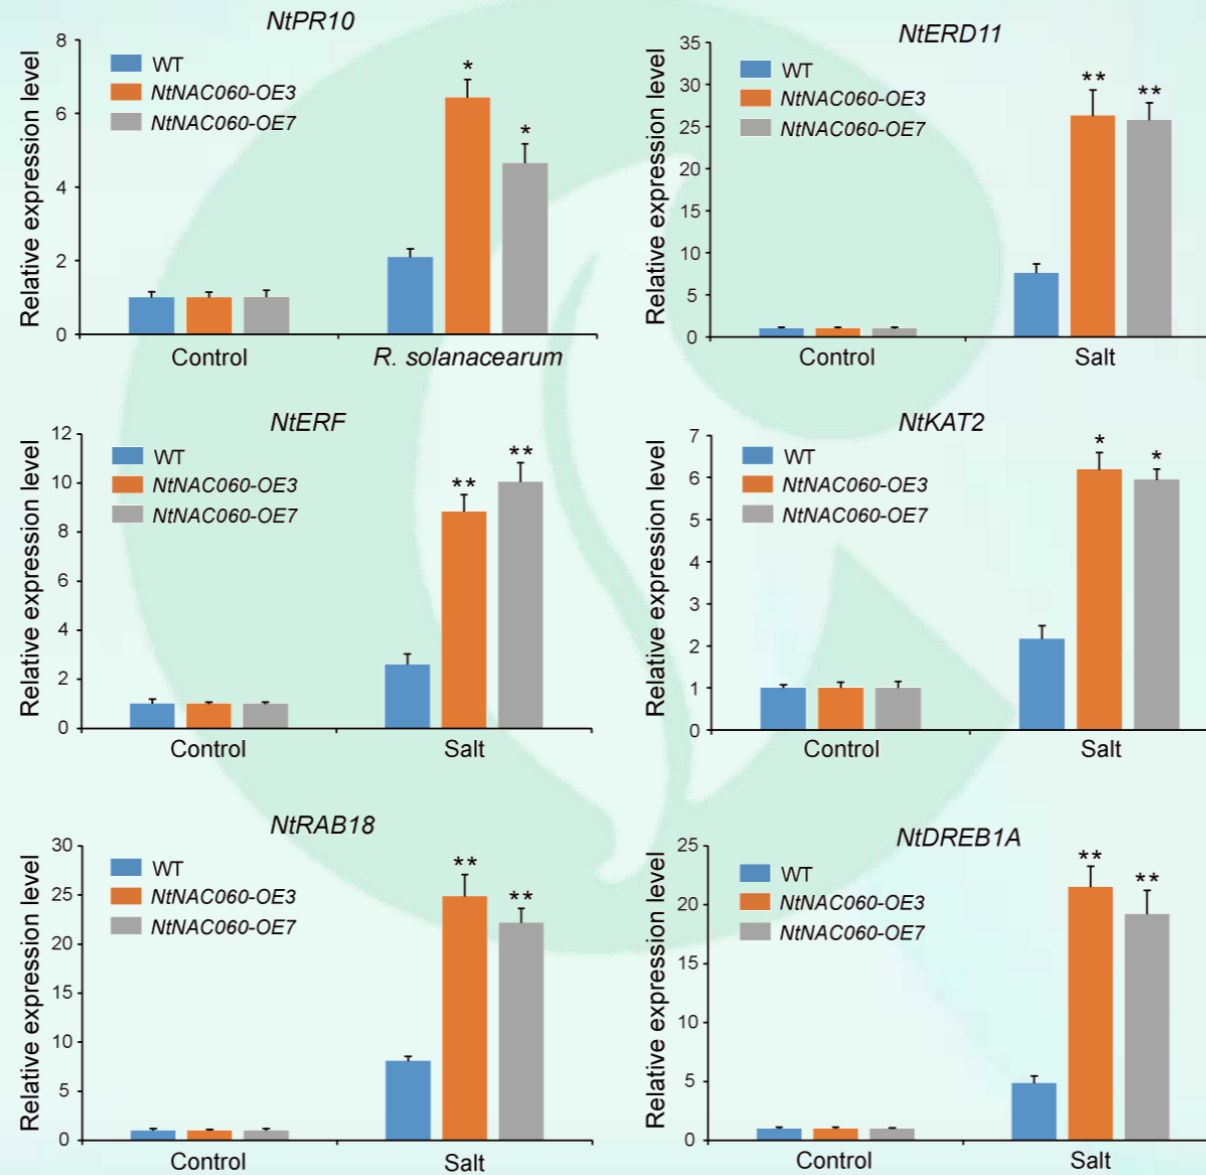 NtPR10
Relative expression level
8
6
4
2
0
WT
NtNAC060-OE3
NtNAC060-OE7
*
*
Control
R. solanacearum
NtERD11
Relative expression level
35
30
25
20
15
10
5
0
WT
NtNAC060-OE3
NtNAC060-OE7
**
**
Control
Salt
NtERF
Relative expression level
12
10
8
6
4
2
0
WT
NtNAC060-OE3
NtNAC060-OE7
**
**
Control
Salt
NtKAT2
Relative expression level
7
6
5
4
3
2
1
0
WT
NtNAC060-OE3
NtNAC060-OE7
*
*
Control
Salt
NtRAB18
Relative expression level
30
25
20
15
10
5
0
WT
NtNAC060-OE3
NtNAC060-OE7
**
**
Control
Salt
NtDREB1A
Relative expression level
25
20
15
10
5
0
WT
NtNAC060-OE3
NtNAC060-OE7
**
**
Control
Salt